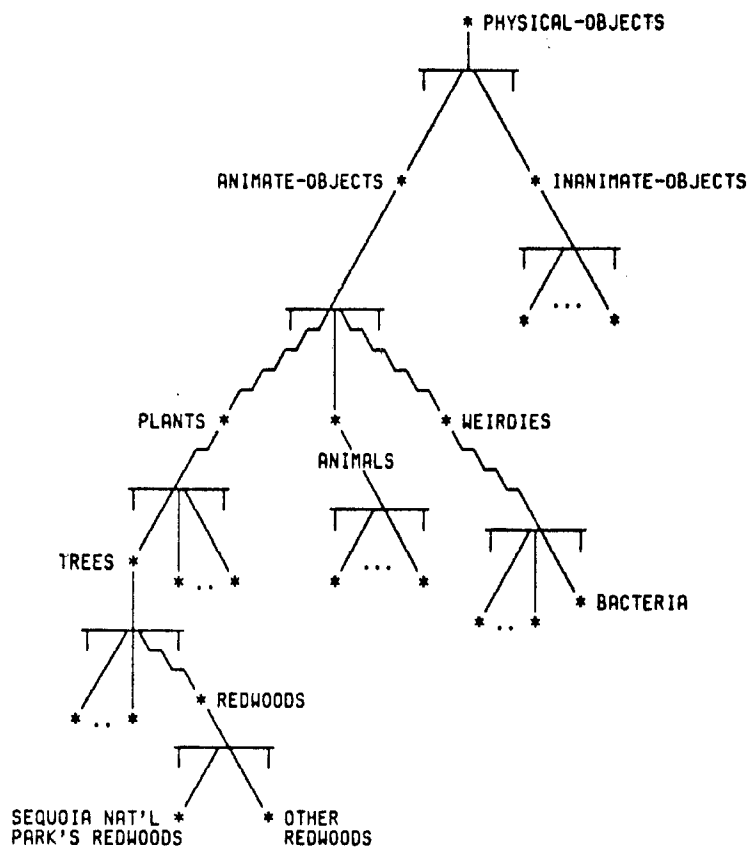 * PHYSICAL-OBJECTS
ANIMATE-OBJECTS *
* INANIMATE-OBJECTS
* ... *
PLANTS *
*
* WEIRDIES
ANIMALS
TREES *
* .. *
* ... *
* BACTERIA
* .. *
* REDWOODS
* .. *
SEQUOIA NAT'L *
PARK'S REDWOODS
* OTHER
REDWOODS